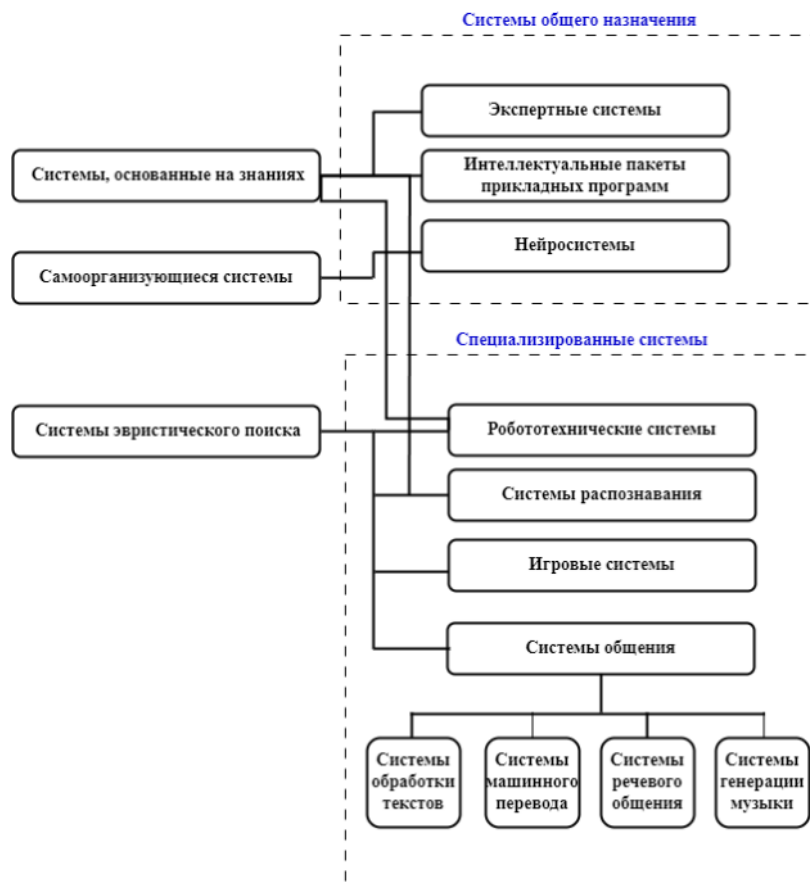 Системы общего назначения
Экспертные системы
Системы, основанные на знаниях
Интеллектуальные пакеты
прикладных программ
Нейросистемы
Самоорганизующиеся системы
Специализированные системы
Системы эвристического поиска
Робототехнические системы
Системы распознавания
Игровые системы
Системы общения
Системы
обработки
текстов
Системы
машинного
перевода
Системы
речевого
общения
Системы
генерации
музыки